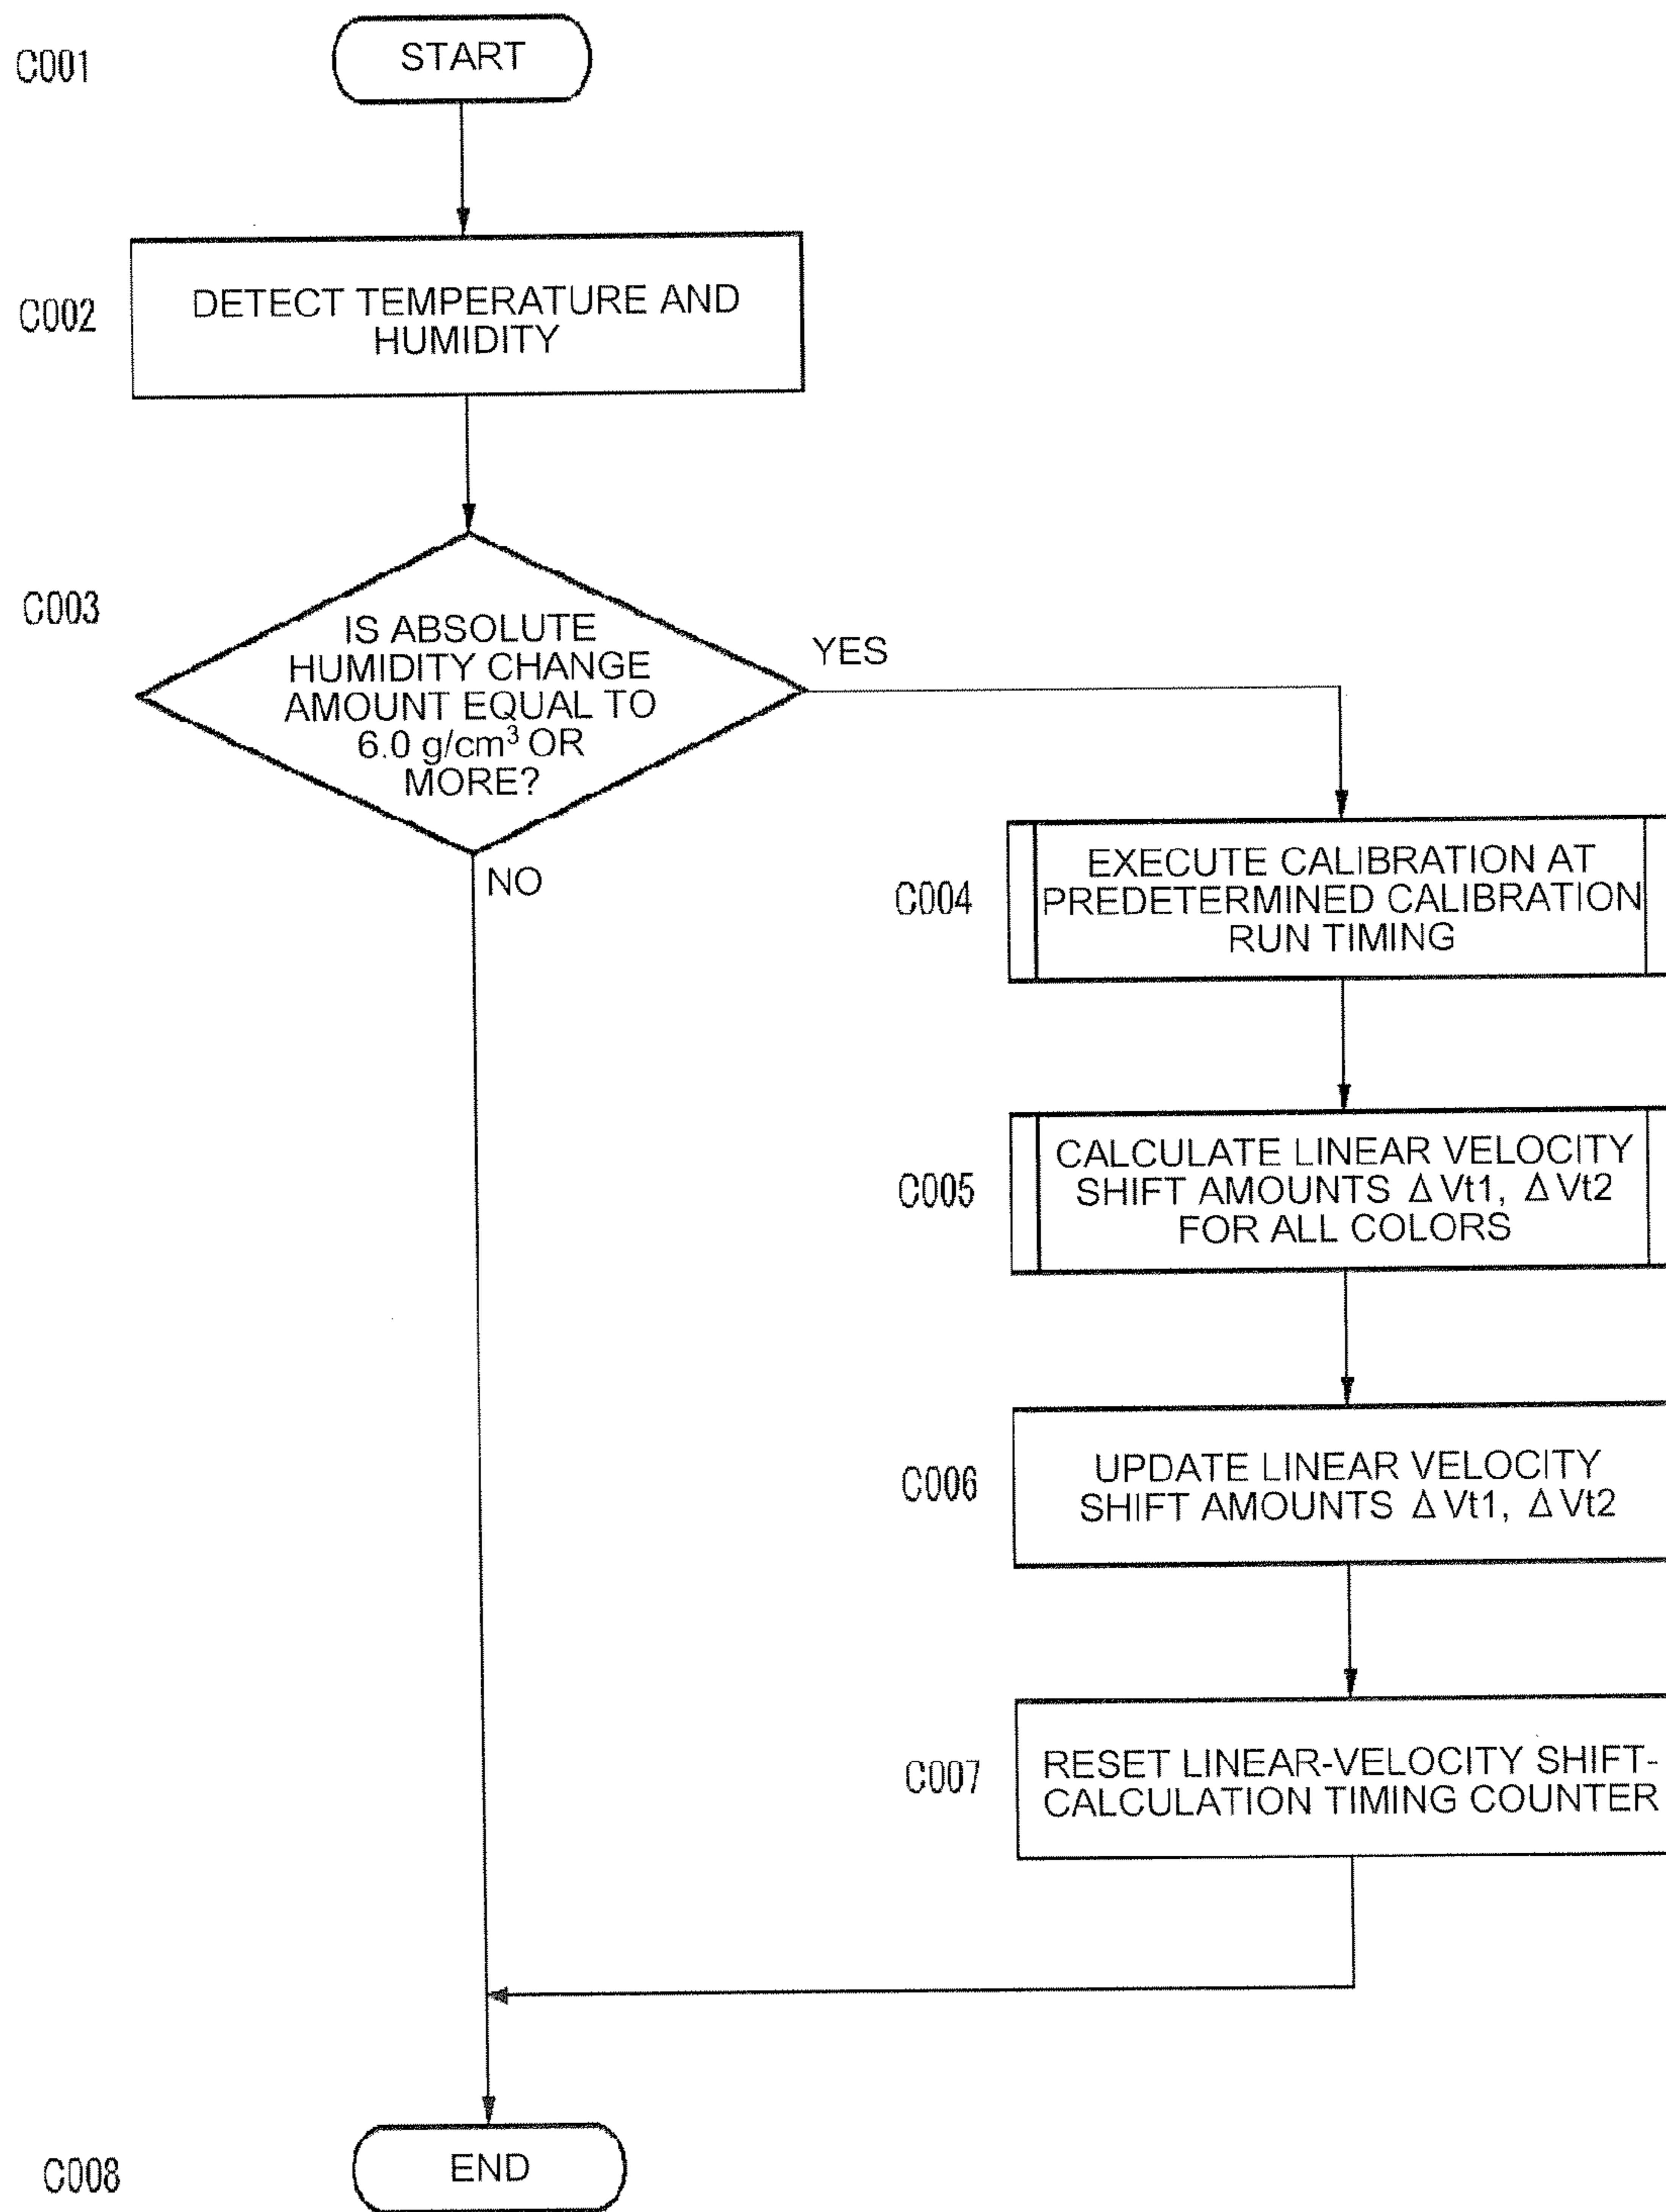 C001
START
C002
DETECT TEMPERATURE AND
HUMIDITY
C003
IS ABSOLUTE
HUMIDITY CHANGE
AMOUNT EQUAL TO
6.0 g/cm³ OR
MORE?
YES
NO
C004
EXECUTE CALIBRATION AT
PREDETERMINED CALIBRATION
RUN TIMING
C005
CALCULATE LINEAR VELOCITY
SHIFT AMOUNTS ΔVt1, ΔVt2
FOR ALL COLORS
C006
UPDATE LINEAR VELOCITY
SHIFT AMOUNTS ΔVt1, ΔVt2
C007
RESET LINEAR-VELOCITY SHIFT-
CALCULATION TIMING COUNTER
C008
END